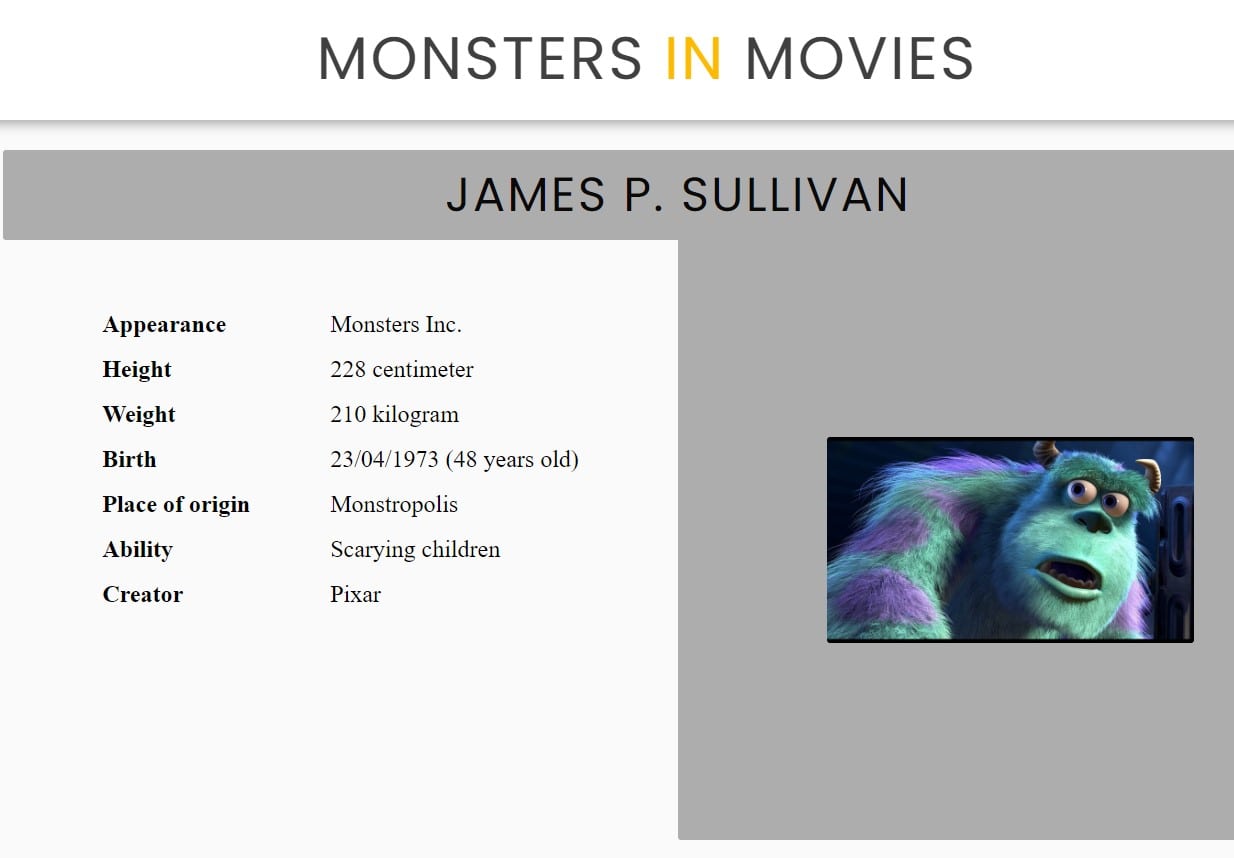 MONSTERS IN MOVIES
JAMES P. SULLIVAN
Appearance Monsters Inc.
Height 228 centimeter
Weight 210 kilogram
Birth 23/04/1973 (48 years old)
Place of origin Monstropolis
Ability Scarying children
Creator Pixar